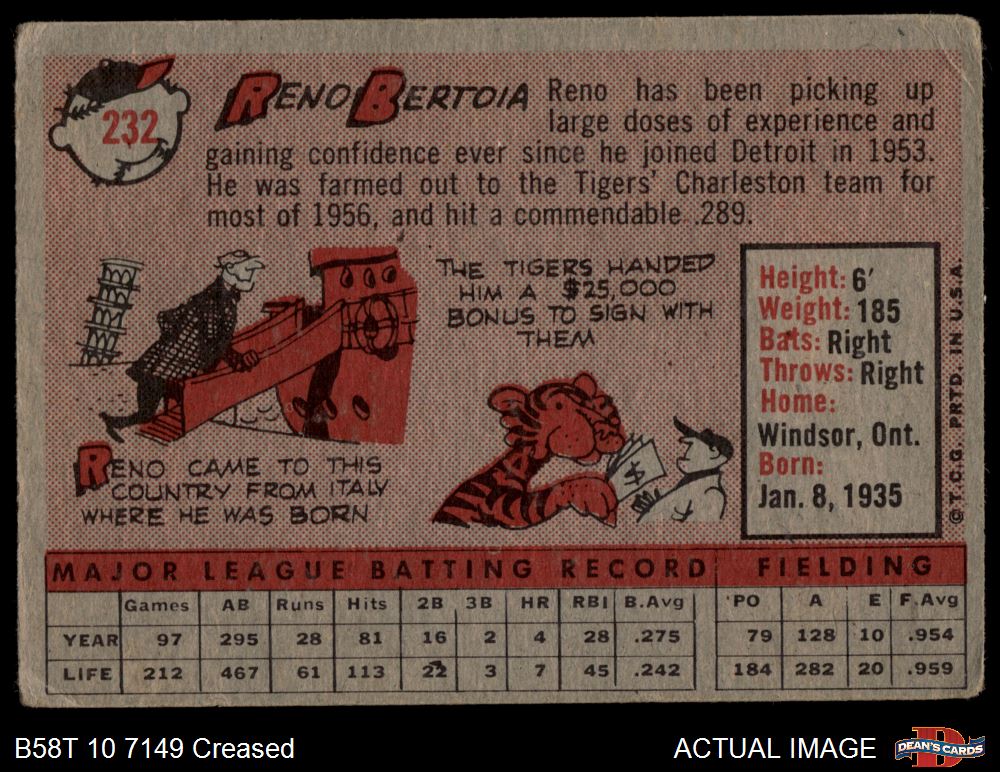 232
RENO BERTOIA
Reno has been picking up
large doses of experience and
gaining confidence ever since he joined Detroit in 1953.
He was farmed out to the Tigers' Charleston team for
most of 1956, and hit a commendable .289.
RENO CAME TO THIS
COUNTRY FROM ITALY
WHERE HE WAS BORN
THE TIGERS HANDED
HIM A $25,000
BONUS TO SIGN WITH
THEM
$
Height: 6'
Weight: 185
Bats: Right
Throws: Right
Home:
Windsor, Ont.
Born:
Jan. 8, 1935
© T.C.G. PRTD. IN U.S.A.
MAJOR LEAGUE BATTING RECORD FIELDING
Games AB Runs Hits 2B 3B HR RBI B.Avg PO A E F.Avg
YEAR 97 295 28 81 16 2 4 28 .275 79 128 10 .954
LIFE 212 467 61 113 22 3 7 45 .242 184 282 20 .959
B58T 10 7149 Creased ACTUAL IMAGE
DEAN'S CARDS